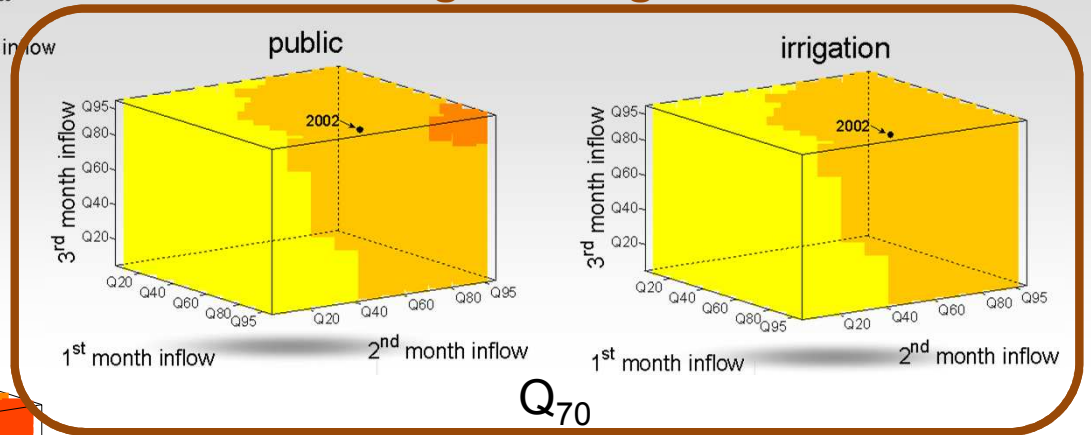 inflow
public
irrigation
3rd month inflow
Q95
Q80
Q60
Q40
Q20
2002
Q20
Q40
Q60
Q80
Q95
Q20
Q40
Q60
Q80
Q95
1st month inflow
2nd month inflow
3rd month inflow
Q95
Q80
Q60
Q40
Q20
2002
Q20
Q40
Q60
Q80
Q95
Q20
Q40
Q60
Q80
Q95
1st month inflow
2nd month inflow
Q70